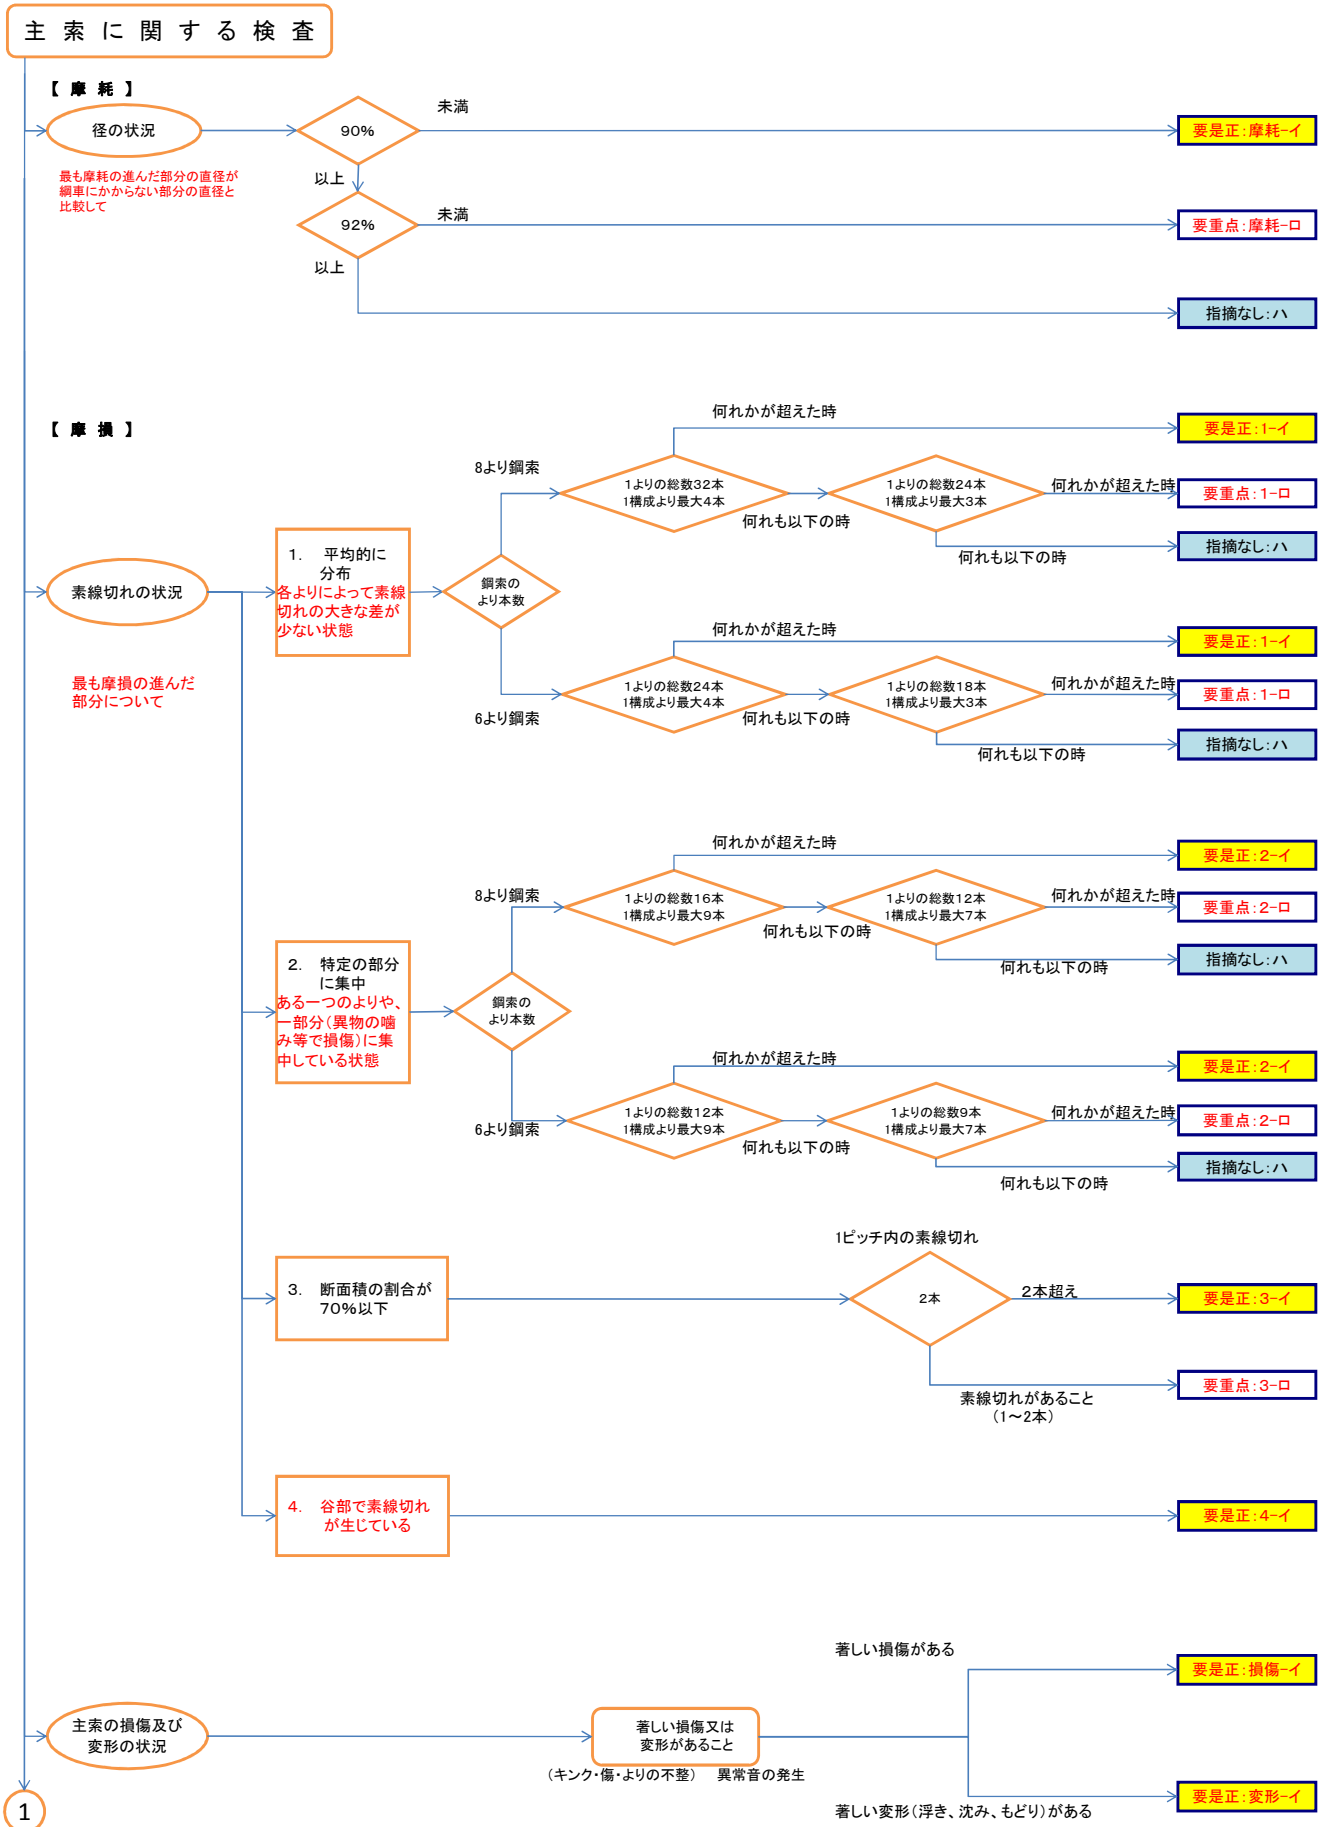 主索に関する検査
【 摩 耗 】
径の状況
最も摩耗の進んだ部分の直径が
綱車にかからない部分の直径と
比較して
90%
未満
要是正：摩耗-イ
以上
92%
未満
要重点：摩耗-ロ
以上
指摘なし：ハ
【 摩 損 】
素線切れの状況
最も摩損の進んだ
部分について
1. 平均的に
分布
各よりによって素線
切れの大きな差が
少ない状態
鋼索の
より本数
8より鋼索
1よりの総数32本
1構成より最大4本
何れかが超えた時
要是正：1-イ
何れも以下の時
1よりの総数24本
1構成より最大3本
何れかが超えた時
要重点：1-ロ
何れも以下の時
指摘なし：ハ
6より鋼索
1よりの総数24本
1構成より最大4本
何れかが超えた時
要是正：1-イ
何れも以下の時
1よりの総数18本
1構成より最大3本
何れかが超えた時
要重点：1-ロ
何れも以下の時
指摘なし：ハ
2. 特定の部分
に集中
ある一つのよりや、
一部分（異物の噛
み等で損傷）に集
中している状態
鋼索の
より本数
8より鋼索
1よりの総数16本
1構成より最大9本
何れかが超えた時
要是正：2-イ
何れも以下の時
1よりの総数12本
1構成より最大7本
何れかが超えた時
要重点：2-ロ
何れも以下の時
指摘なし：ハ
6より鋼索
1よりの総数12本
1構成より最大9本
何れかが超えた時
要是正：2-イ
何れも以下の時
1よりの総数9本
1構成より最大7本
何れかが超えた時
要重点：2-ロ
何れも以下の時
指摘なし：ハ
3. 断面積の割合が
70%以下
1ピッチ内の素線切れ
2本
2本超え
要是正：3-イ
素線切れがあること
（1～2本）
要重点：3-ロ
4. 谷部で素線切れ
が生じている
要是正：4-イ
主索の損傷及び
変形の状況
著しい損傷又は
変形があること
（キンク・傷・よりの不整） 異常音の発生
著しい損傷がある
要是正：損傷-イ
著しい変形（浮き、沈み、もどり）がある
要是正：変形-イ
1